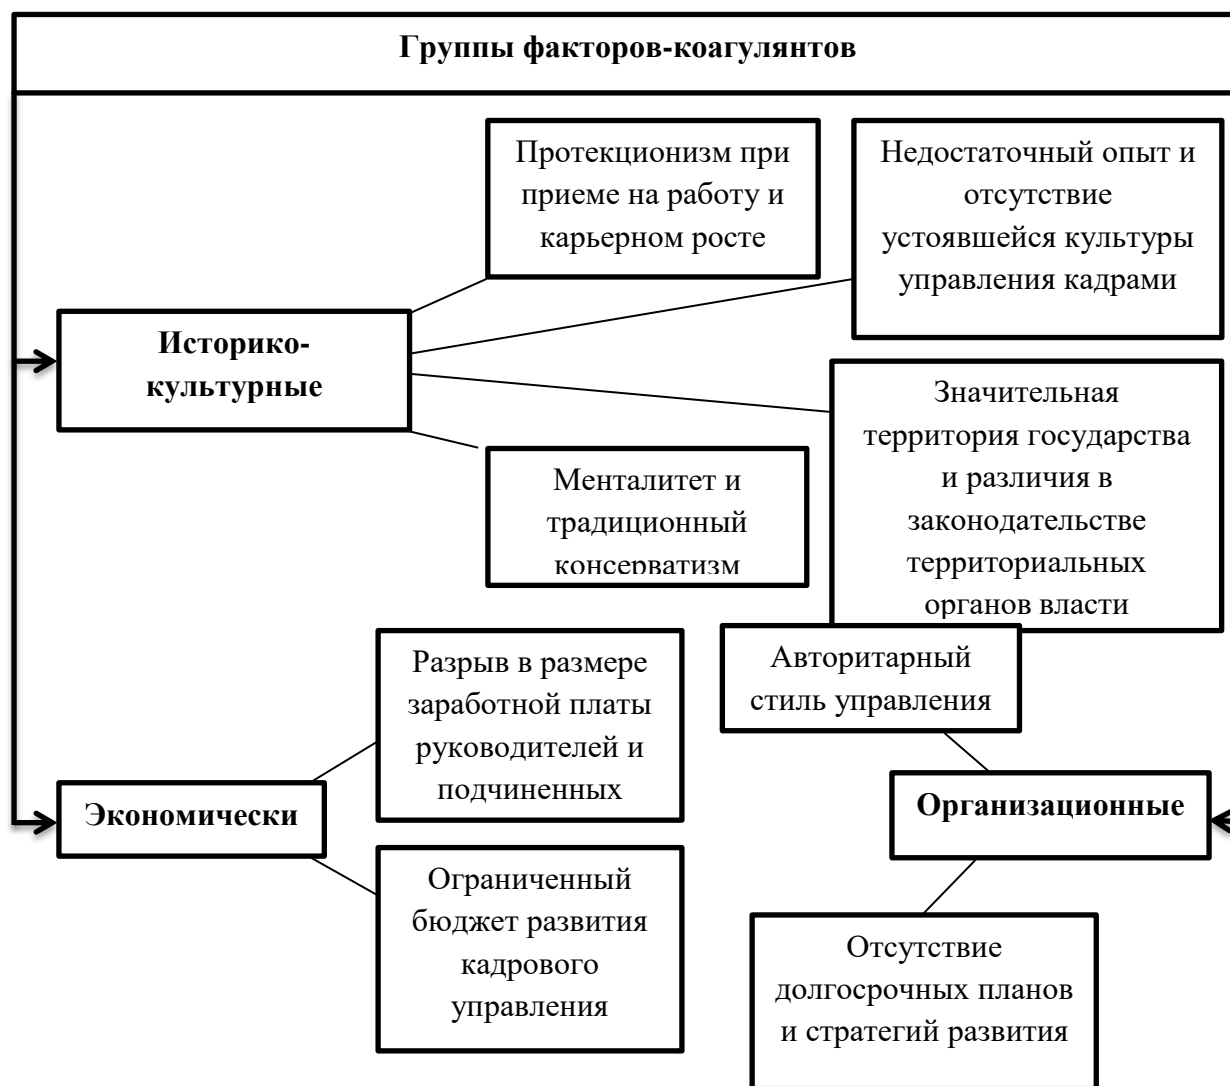 Группы факторов-коагулянтов
Протекционизм при
приеме на работу и
карьерном росте
Недостаточный опыт и
отсутствие
устоявшейся культуры
управления кадрами
Историко-
культурные
Значительная
территория государства
и различия в
законодательстве
территориальных
органов власти
Менталитет и
традиционный
консерватизм
Разрыв в размере
заработной платы
руководителей и
подчиненных
Авторитарный
стиль управления
Экономически
Организационные
Ограниченный
бюджет развития
кадрового
управления
Отсутствие
долгосрочных планов
и стратегий развития